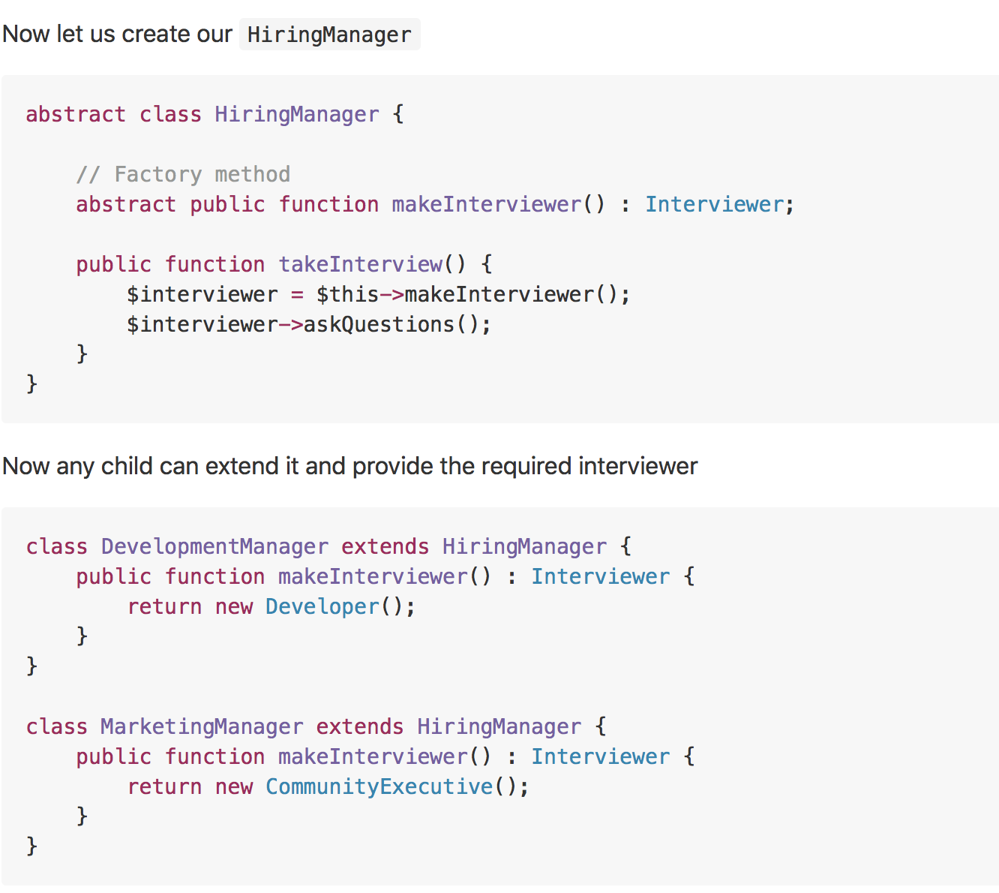 Now let us create our HiringManager
abstract class HiringManager {
// Factory method
abstract public function makeInterviewer() : Interviewer;
public function takeInterview() {
$interviewer = $this->makeInterviewer();
$interviewer->askQuestions();
}
}
Now any child can extend it and provide the required interviewer
class DevelopmentManager extends HiringManager {
public function makeInterviewer() : Interviewer {
return new Developer();
}
}
class MarketingManager extends HiringManager {
public function makeInterviewer() : Interviewer {
return new CommunityExecutive();
}
}